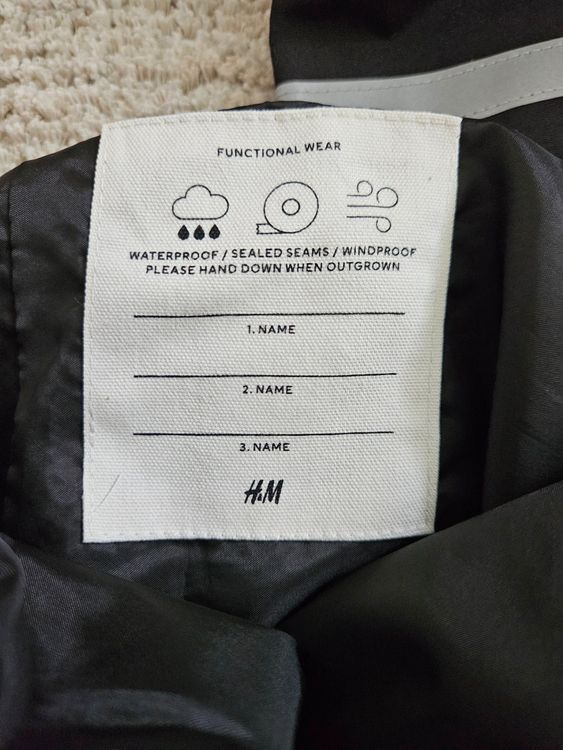 FUNCTIONAL WEAR
WATERPROOF / SEALED SEAMS / WINDPROOF
PLEASE HAND DOWN WHEN OUTGROWN
1. NAME
2. NAME
3. NAME
H&M